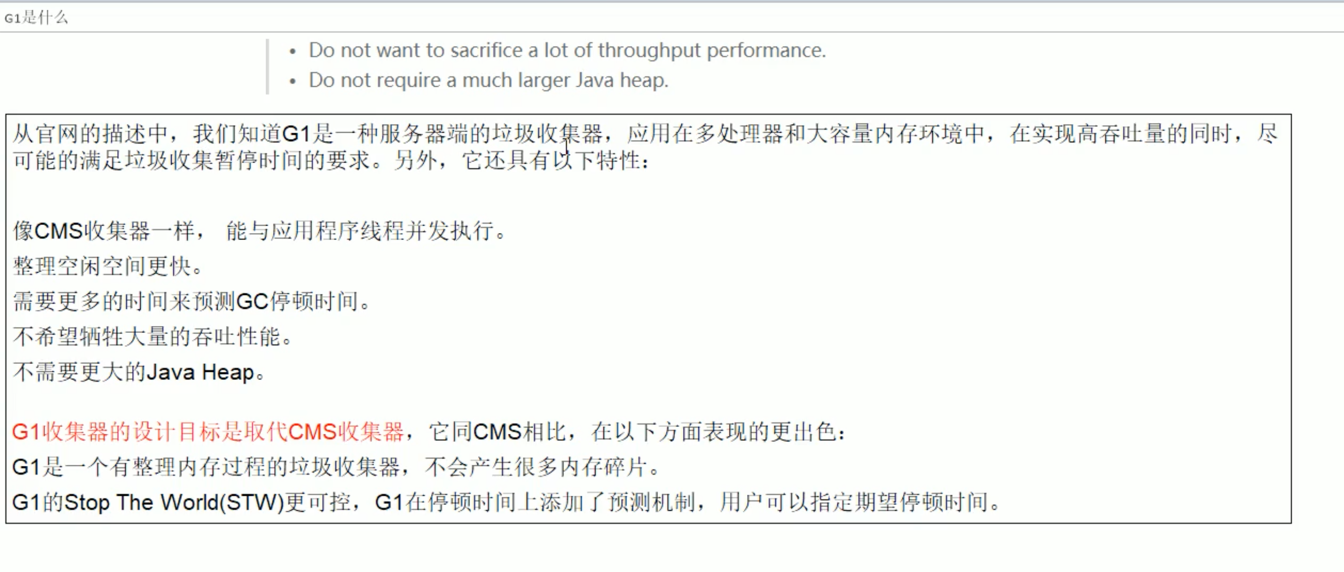 G1是什么
• Do not want to sacrifice a lot of throughput performance.
• Do not require a much larger Java heap.
从官网的描述中，我们知道G1是一种服务器端的垃圾收集器，应用在多处理器和大容量内存环境中，在实现高吞吐量的同时，尽
可能的满足垃圾收集暂停时间的要求。另外，它还具有以下特性：
像CMS收集器一样， 能与应用程序线程并发执行。
整理空闲空间更快。
需要更多的时间来预测GC停顿时间。
不希望牺牲大量的吞吐性能。
不需要更大的Java Heap。
G1收集器的设计目标是取代CMS收集器，它同CMS相比，在以下方面表现的更出色：
G1是一个有整理内存过程的垃圾收集器，不会产生很多内存碎片。
G1的Stop The World(STW)更可控，G1在停顿时间上添加了预测机制，用户可以指定期望停顿时间。